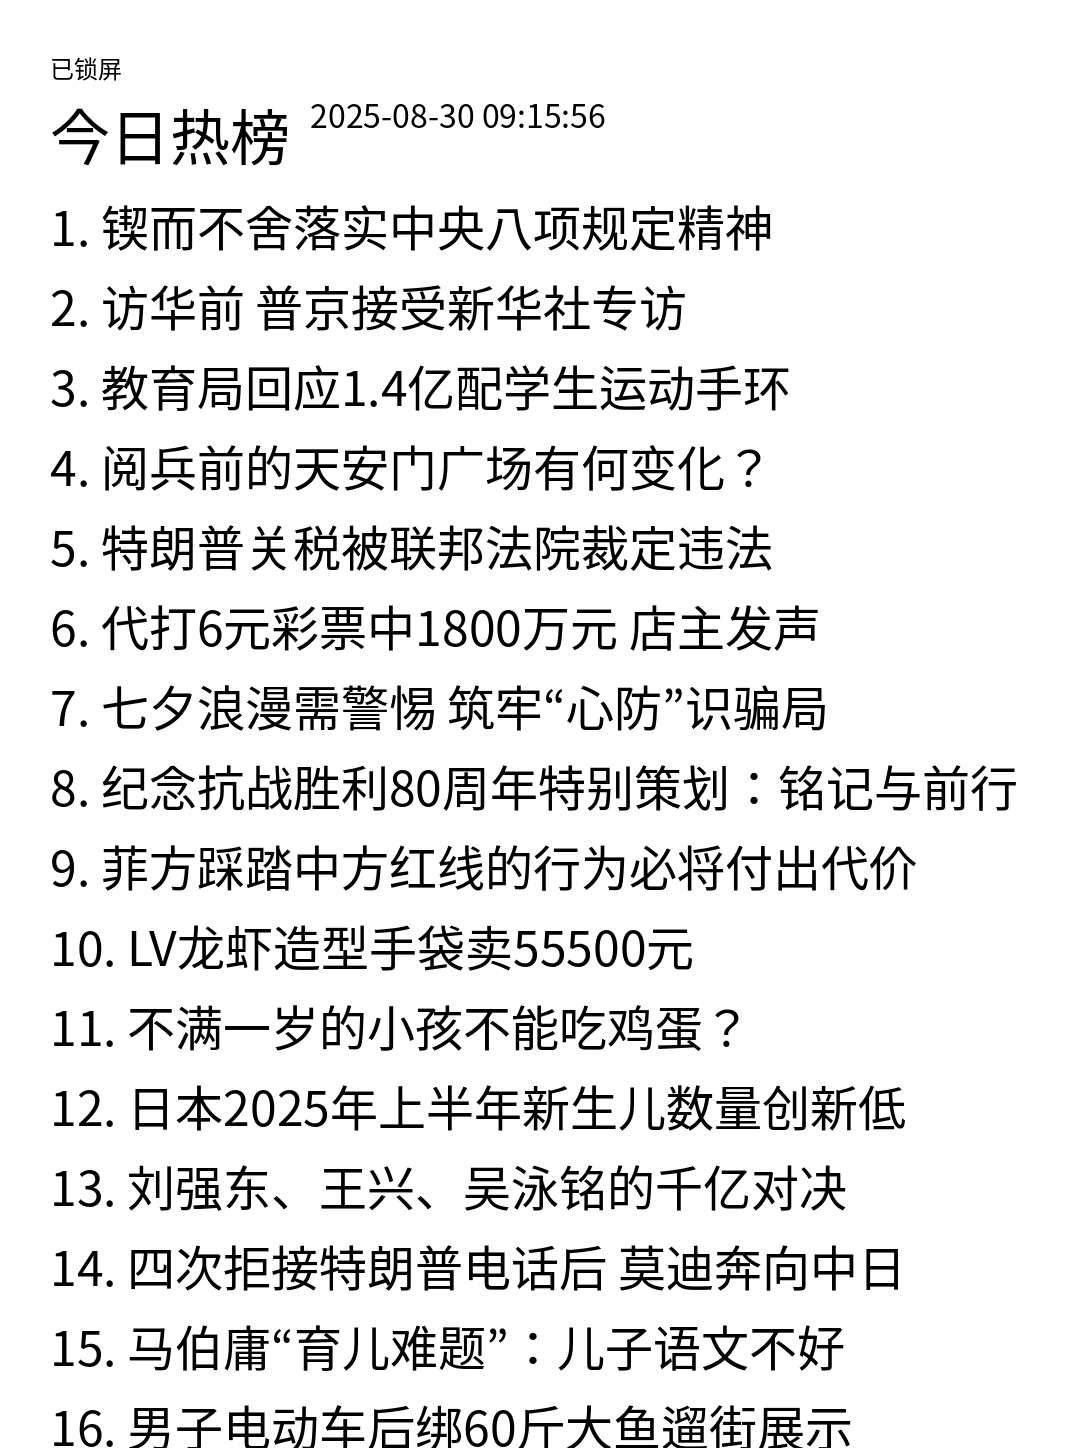 已锁屏
今日热榜 2025-08-30 09:15:56
1. 锲而不舍落实中央八项规定精神
2. 访华前 普京接受新华社专访
3. 教育局回应1.4亿配学生运动手环
4. 阅兵前的天安门广场有何变化？
5. 特朗普关税被联邦法院裁定违法
6. 代打6元彩票中1800万元 店主发声
7. 七夕浪漫需警惕 筑牢“心防”识骗局
8. 纪念抗战胜利80周年特别策划：铭记与前行
9. 菲方踩踏中方红线的行为必将付出代价
10. LV龙虾造型手袋卖55500元
11. 不满一岁的小孩不能吃鸡蛋？
12. 日本2025年上半年新生儿数量创新低
13. 刘强东、王兴、吴泳铭的千亿对决
14. 四次拒接特朗普电话后 莫迪奔向中日
15. 马伯庸“育儿难题”：儿子语文不好
16. 男子电动车后绑60斤大鱼遛街展示